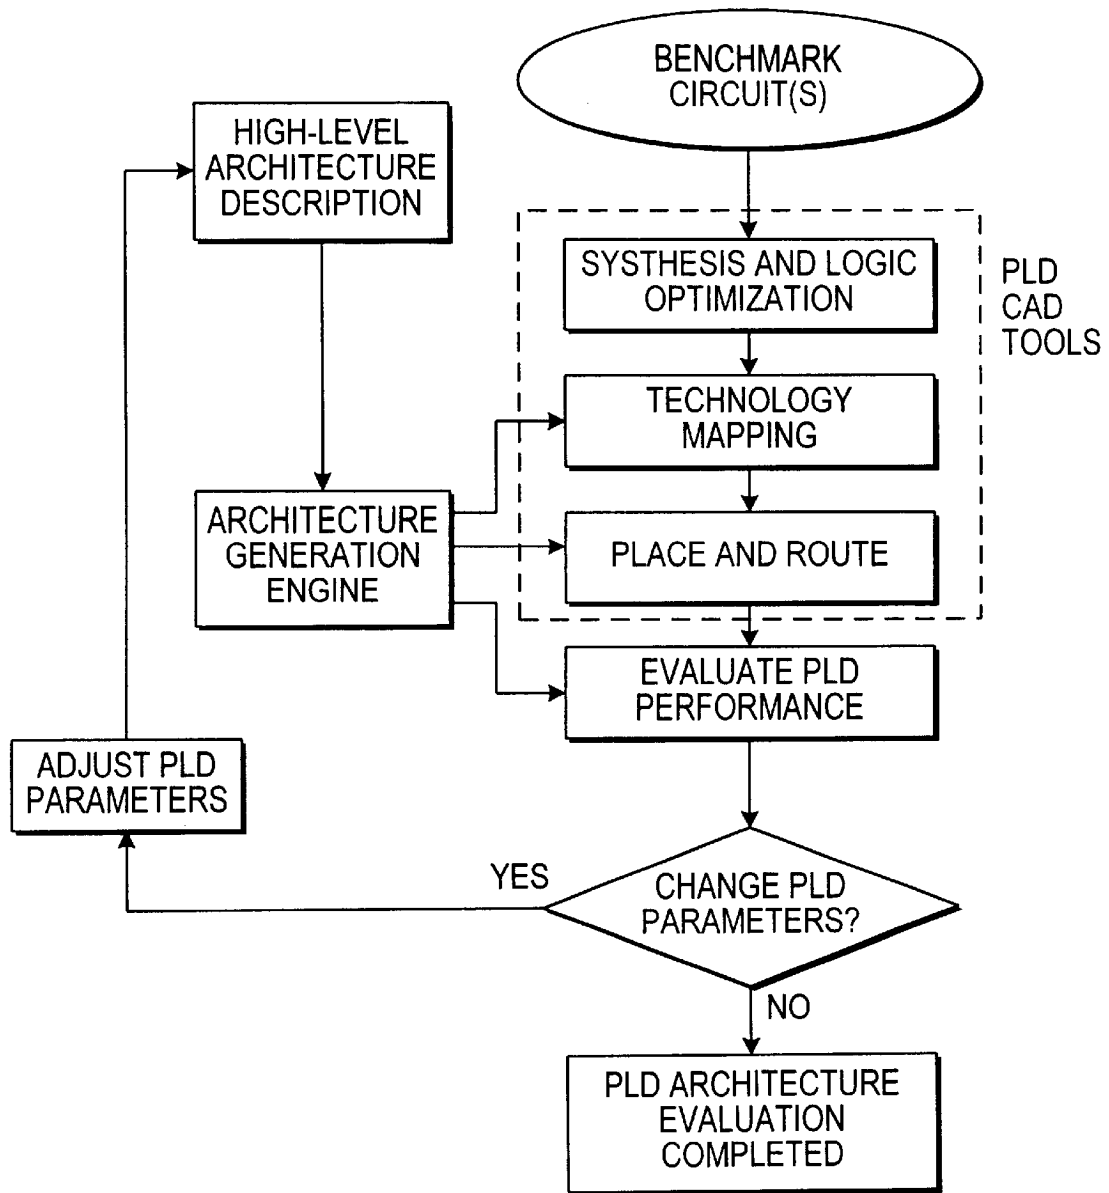 BENCHMARK
CIRCUIT(S)
HIGH-LEVEL
ARCHITECTURE
DESCRIPTION
SYSTHESIS AND LOGIC
OPTIMIZATION
PLD
CAD
TOOLS
TECHNOLOGY
MAPPING
ARCHITECTURE
GENERATION
ENGINE
PLACE AND ROUTE
EVALUATE PLD
PERFORMANCE
ADJUST PLD
PARAMETERS
YES
CHANGE PLD
PARAMETERS?
NO
PLD ARCHITECTURE
EVALUATION
COMPLETED